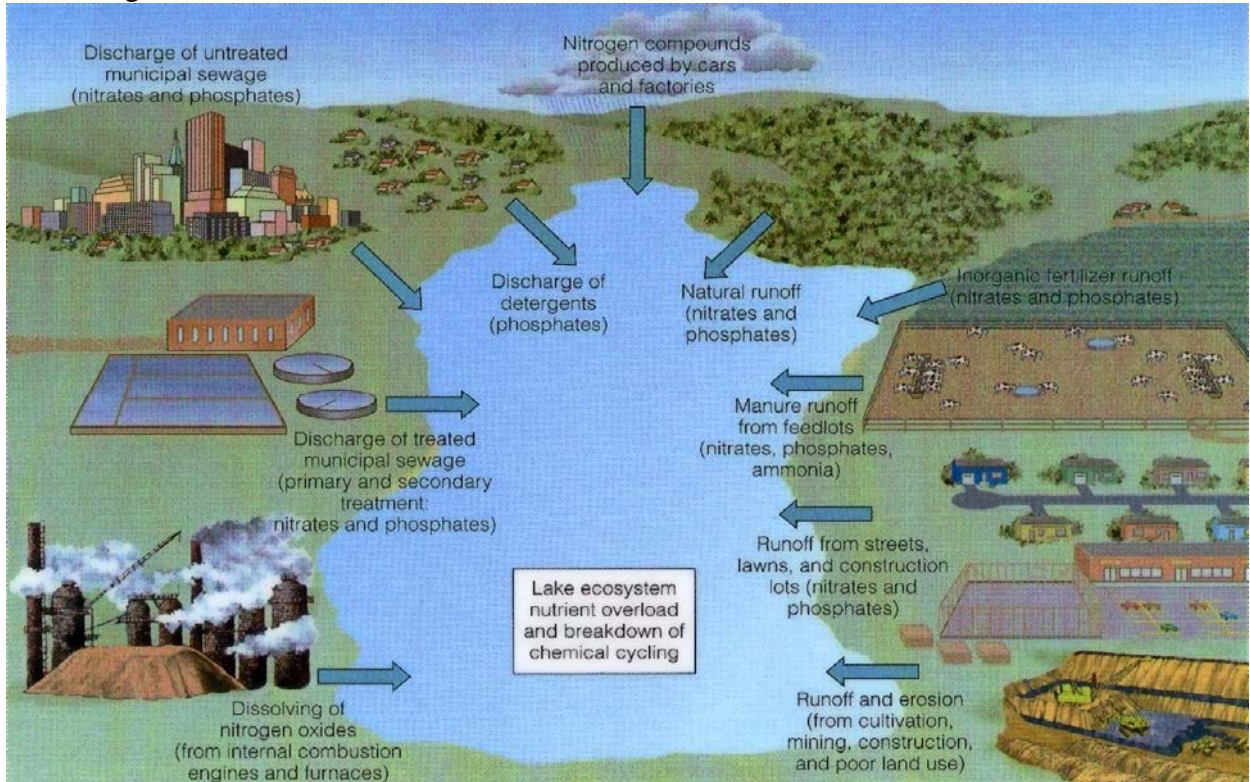 Discharge of untreated
municipal sewage
(nitrates and phosphates)
Nitrogen compounds
produced by cars
and factories
Discharge of
detergents
(phosphates)
Natural runoff
(nitrates and
phosphates)
Inorganic fertilizer runoff
(nitrates and phosphates)
Discharge of treated
municipal sewage
(primary and secondary
treatment:
nitrates and phosphates)
Manure runoff
from feedlots
(nitrates, phosphates,
ammonia)
Runoff from streets,
lawns, and construction
lots (nitrates and
phosphates)
Lake ecosystem
nutrient overload
and breakdown of
chemical cycling
Dissolving of
nitrogen oxides
(from internal combustion
engines and furnaces)
Runoff and erosion
(from cultivation,
mining, construction,
and poor land use)